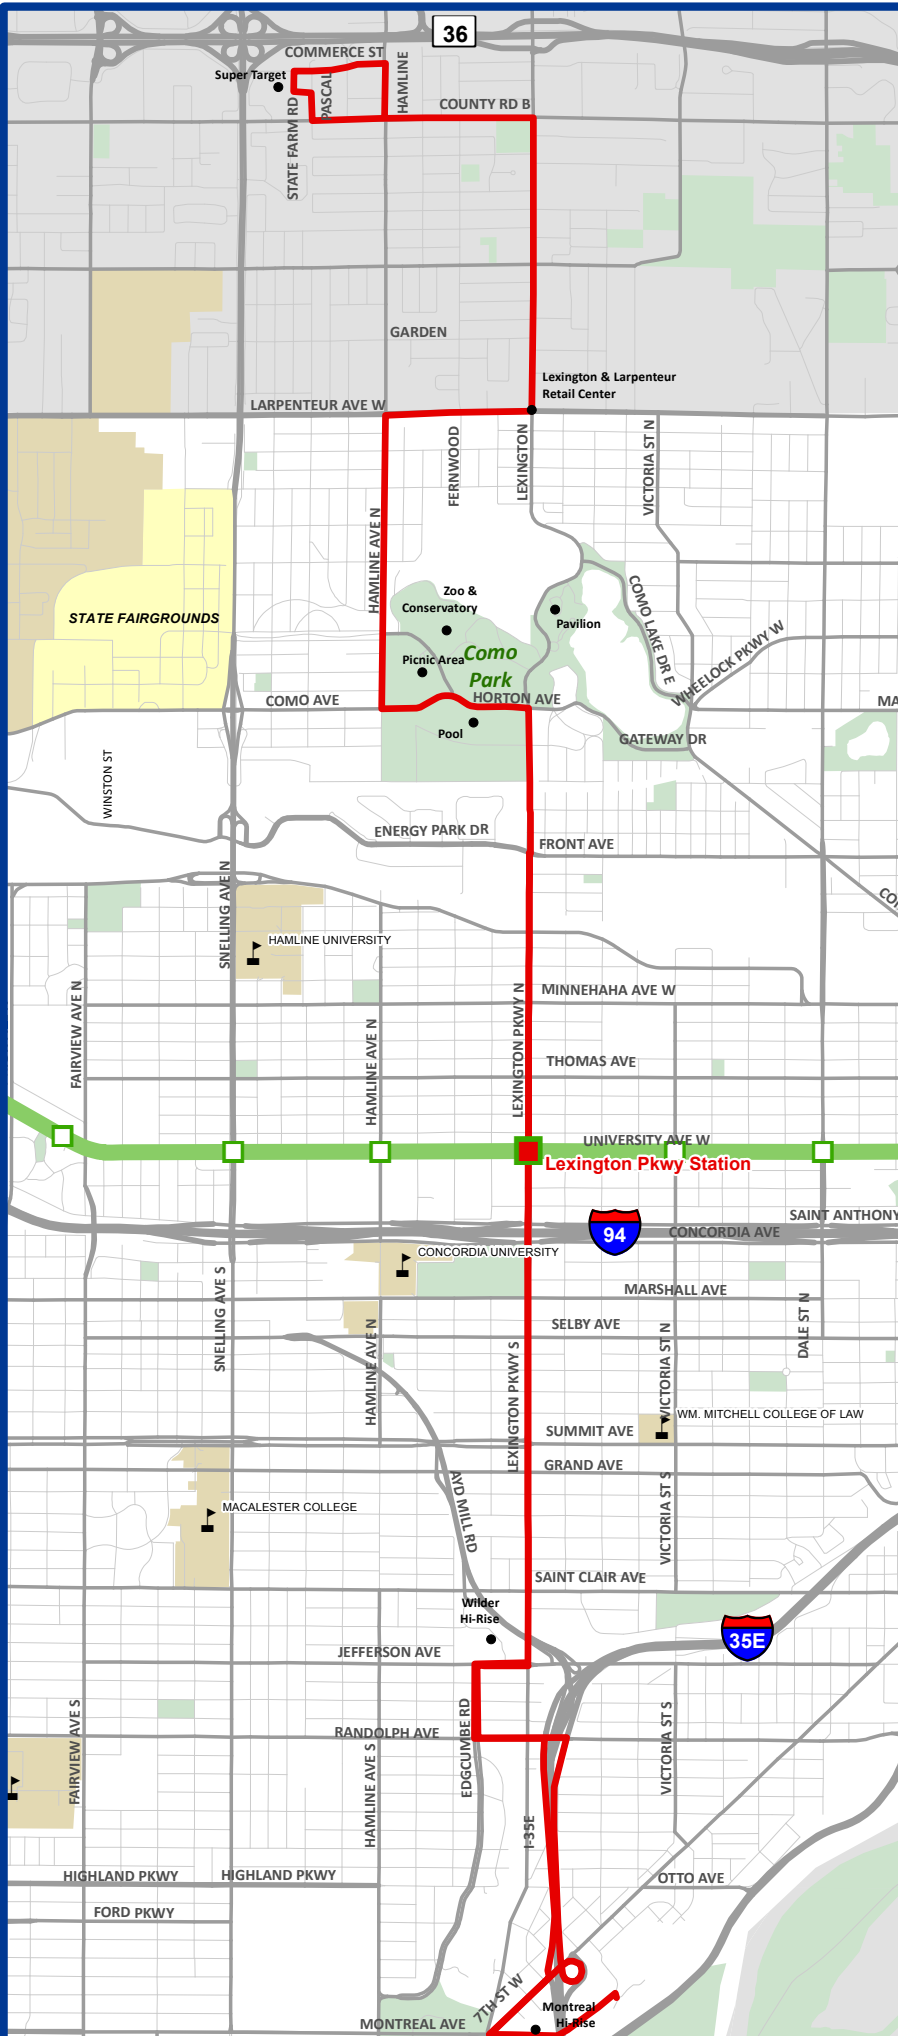 36
COMMERCE ST
Super Target
PASCAL
HAMLINE
COUNTY RD B
STATE FARM RD
GARDEN
Lexington & Larpenteur
Retail Center
LARPENTEUR AVE W
FERNWOOD
LEXINGTON
VICTORIA ST N
HAMLINE AVE N
Zoo &
Conservatory
COMO LAKE DR E
STATE FAIRGROUNDS
Pavilion
Picnic Area
Como
Park
WHEELOCK PKWY W
COMO AVE
HORTON AVE
MA
Pool
GATEWAY DR
WINSTON ST
ENERGY PARK DR
FRONT AVE
SNELLING AVE N
HAMLINE UNIVERSITY
FAIRVIEW AVE N
MINNEHAHA AVE W
LEXINGTON PKWY N
HAMLINE AVE N
THOMAS AVE
UNIVERSITY AVE W
Lexington Pkwy Station
SAINT ANTHONY
94
CONCORDIA AVE
CONCORDIA UNIVERSITY
SNELLING AVE S
MARSHALL AVE
DALE ST N
SELBY AVE
HAMLINE AVE N
LEXINGTON PKWY S
VICTORIA ST N
WM. MITCHELL COLLEGE OF LAW
SUMMIT AVE
GRAND AVE
AYD MILL RD
VICTORIA ST S
MACALESTER COLLEGE
SAINT CLAIR AVE
Wilder
Hi-Rise
35E
JEFFERSON AVE
FAIRVIEW AVE S
EDGCUMBE RD
RANDOLPH AVE
VICTORIA ST S
HAMLINE AVE S
I-35E
HIGHLAND PKWY
HIGHLAND PKWY
OTTO AVE
FORD PKWY
7TH ST W
Montreal
Hi-Rise
MONTREAL AVE